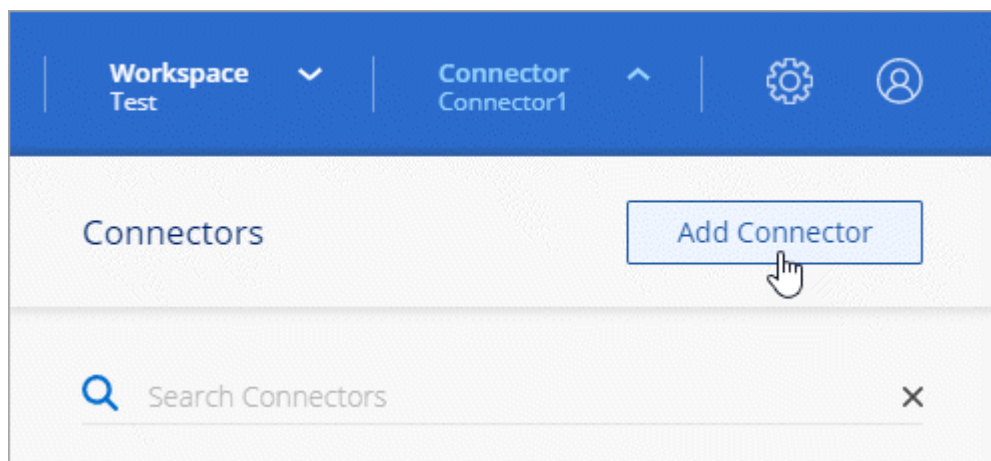 Workspace
Test
Connector
Connector1
Connectors
Add Connector
Search Connectors